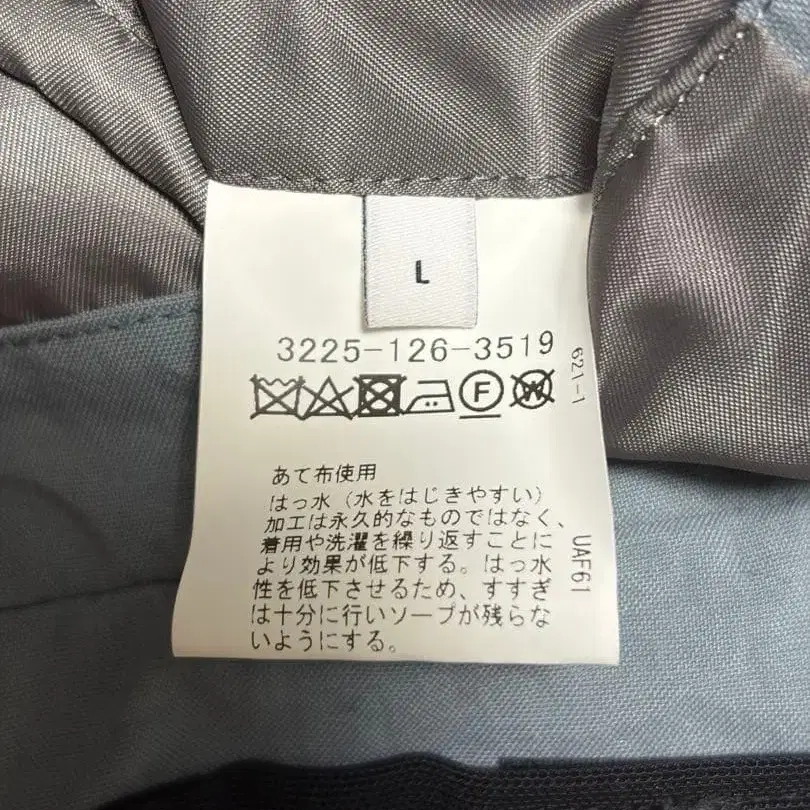 L
3225-126-3519
621-1
F
W
あて布使用
はっ水（水をはじきやすい）
加工は永久的なものではなく、
着用や洗濯を繰り返すことに
より効果が低下する。はっ水
性を低下させるため、すすぎ
は十分に行いソープが残らな
いようにする。
UAF61